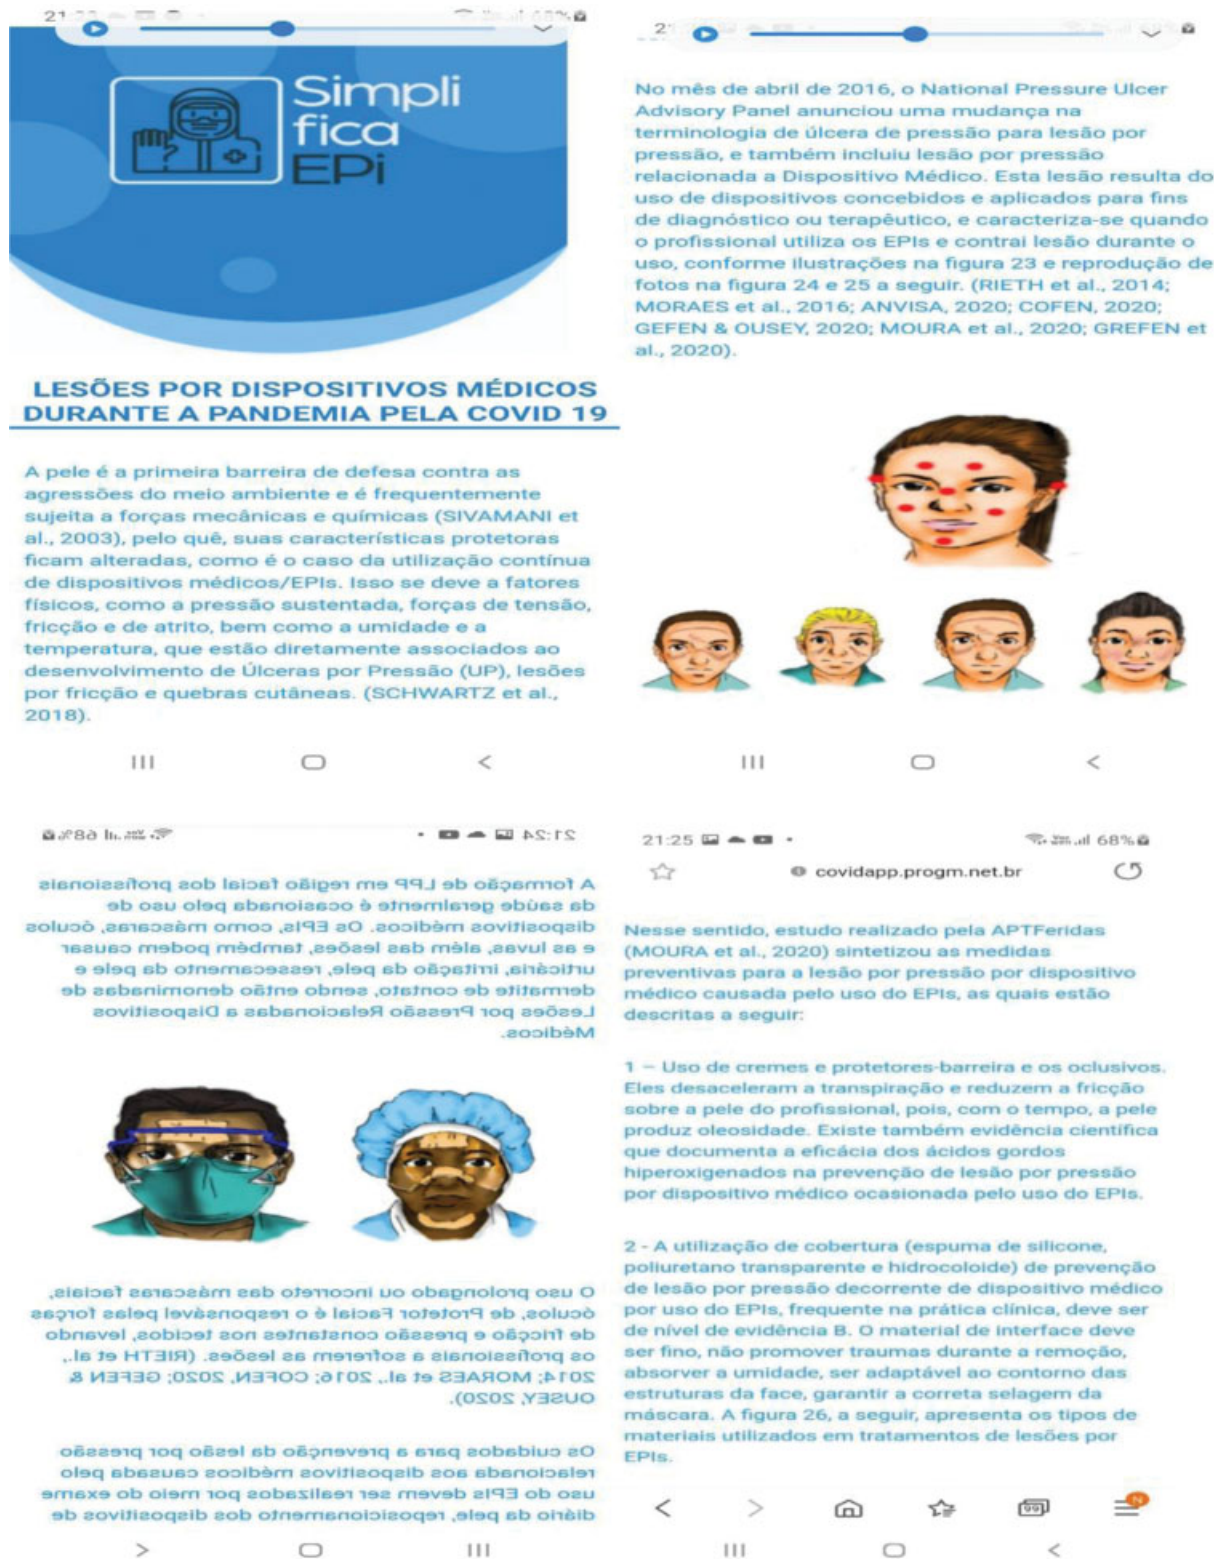 21:23
68%
Simpli
fica
EPi
LESÕES POR DISPOSITIVOS MÉDICOS
DURANTE A PANDEMIA PELA COVID 19
A pele é a primeira barreira de defesa contra as
agressões do meio ambiente e é frequentemente
sujeita a forças mecânicas e químicas (SIVAMANI et
al., 2003), pelo quê, suas características protetoras
ficam alteradas, como é o caso da utilização contínua
de dispositivos médicos/EPIs. Isso se deve a fatores
físicos, como a pressão sustentada, forças de tensão,
fricção e de atrito, bem como a umidade e a
temperatura, que estão diretamente associados ao
desenvolvimento de Úlceras por Pressão (UP), lesões
por fricção e quebras cutâneas. (SCHWARTZ et al.,
2018).
No mês de abril de 2016, o National Pressure Ulcer
Advisory Panel anunciou uma mudança na
terminologia de úlcera de pressão para lesão por
pressão, e também incluiu lesão por pressão
relacionada a Dispositivo Médico. Esta lesão resulta do
uso de dispositivos concebidos e aplicados para fins
de diagnóstico ou terapêutico, e caracteriza-se quando
o profissional utiliza os EPIs e contrai lesão durante o
uso, conforme ilustrações na figura 23 e reprodução de
fotos na figura 24 e 25 a seguir. (RIETH et al., 2014;
MORAES et al., 2016; ANVISA, 2020; COFEN, 2020;
GEFEN & OUSEY, 2020; MOURA et al., 2020; GREFEN et
al., 2020).
21:24
68%
A formação de LPP em região facial dos profissionais
da saúde geralmente é ocasionada pelo uso de
dispositivos médicos. Os EPIs, como máscaras, óculos
e as luvas, além das lesões, também podem causar
urticária, irritação da pele, ressecamento da pele e
dermatite de contato, sendo então denominadas de
Lesões por Pressão Relacionadas a Dispositivos
Médicos.
O uso prolongado ou incorreto das máscaras faciais,
óculos, de Protetor Facial é o responsável pelas forças
de fricção e pressão constantes nos tecidos, levando
os profissionais a sofrerem as lesões. (RIETH et al.,
2014; MORAES et al., 2016; COFEN, 2020; GEFEN &
OUSEY, 2020).
Os cuidados para a prevenção da lesão por pressão
relacionada aos dispositivos médicos causada pelo
uso do EPIs devem ser realizados por meio do exame
diário da pele, reposicionamento dos dispositivos de
21:25
68%
covidapp.progm.net.br
Nesse sentido, estudo realizado pela APTFeridas
(MOURA et al., 2020) sintetizou as medidas
preventivas para a lesão por pressão por dispositivo
médico causada pelo uso do EPIs, as quais estão
descritas a seguir:
1 – Uso de cremes e protetores-barreira e os oclusivos.
Eles desaceleram a transpiração e reduzem a fricção
sobre a pele do profissional, pois, com o tempo, a pele
produz oleosidade. Existe também evidência científica
que documenta a eficácia dos ácidos gordos
hiperoxigenados na prevenção de lesão por pressão
por dispositivo médico ocasionada pelo uso do EPIs.
2 - A utilização de cobertura (espuma de silicone,
poliuretano transparente e hidrocoloide) de prevenção
de lesão por pressão decorrente de dispositivo médico
por uso do EPIs, frequente na prática clínica, deve ser
de nível de evidência B. O material de interface deve
ser fino, não promover traumas durante a remoção,
absorver a umidade, ser adaptável ao contorno das
estruturas da face, garantir a correta selagem da
máscara. A figura 26, a seguir, apresenta os tipos de
materiais utilizados em tratamentos de lesões por
EPIs.
99
N